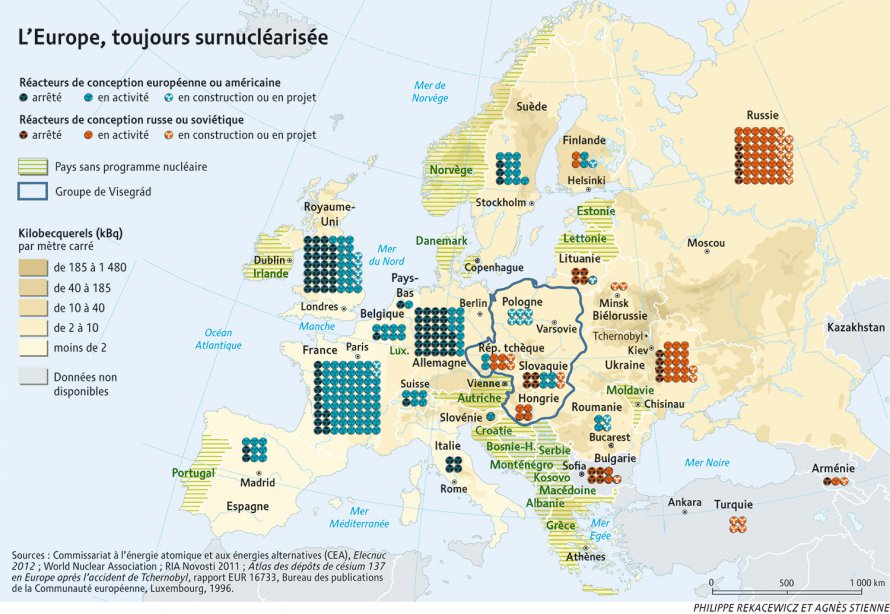 L'Europe, toujours surnucléarisée
Réacteurs de conception européenne ou américaine
arrêté en activité en construction ou en projet
Réacteurs de conception russe ou soviétique
arrêté en activité en construction ou en projet
Pays sans programme nucléaire
Groupe de Visegrád
Kilobecquerels (kBq)
par mètre carré
de 185 à 1 480
de 40 à 185
de 10 à 40
de 2 à 10
moins de 2
Données non
disponibles
Mer de
Norvège
Suède
Finlande
Russie
Norvège
Helsinki
Stockholm
Royaume-
Uni
Estonie
Lettonie
Moscou
Danemark
Mer
du Nord
Dublin
Irlande
Copenhague
Lituanie
Pays-
Bas
Londres
Berlin
Pologne
Minsk
Biélorussie
Manche
Belgique
Varsovie
Kazakhstan
Océan
Atlantique
Tchernobyl
France
Paris
Lux.
Allemagne
Rép. tchèque
Kiev
Ukraine
Slovaquie
Suisse
Vienne
Autriche
Hongrie
Moldavie
Chisinau
Slovénie
Roumanie
Croatie
Italie
Bosnie-H.
Serbie
Bucarest
Bulgarie
Portugal
Madrid
Rome
Monténégro
Sofia
Kosovo
Mer Noire
Arménie
Macédoine
Espagne
Albanie
Ankara
Turquie
Mer
Méditerranée
Grèce
Mer
Egée
Athènes
Sources : Commissariat à l'énergie atomique et aux énergies alternatives (CEA), Elecnuc
2012 ; World Nuclear Association ; RIA Novosti 2011 ; Atlas des dépôts de césium 137
en Europe après l'accident de Tchernobyl, rapport EUR 16733, Bureau des publications
de la Communauté européenne, Luxembourg, 1996.
0 500 1 000 km
PHILIPPE REKACEWICZ ET AGNÈS STIENNE